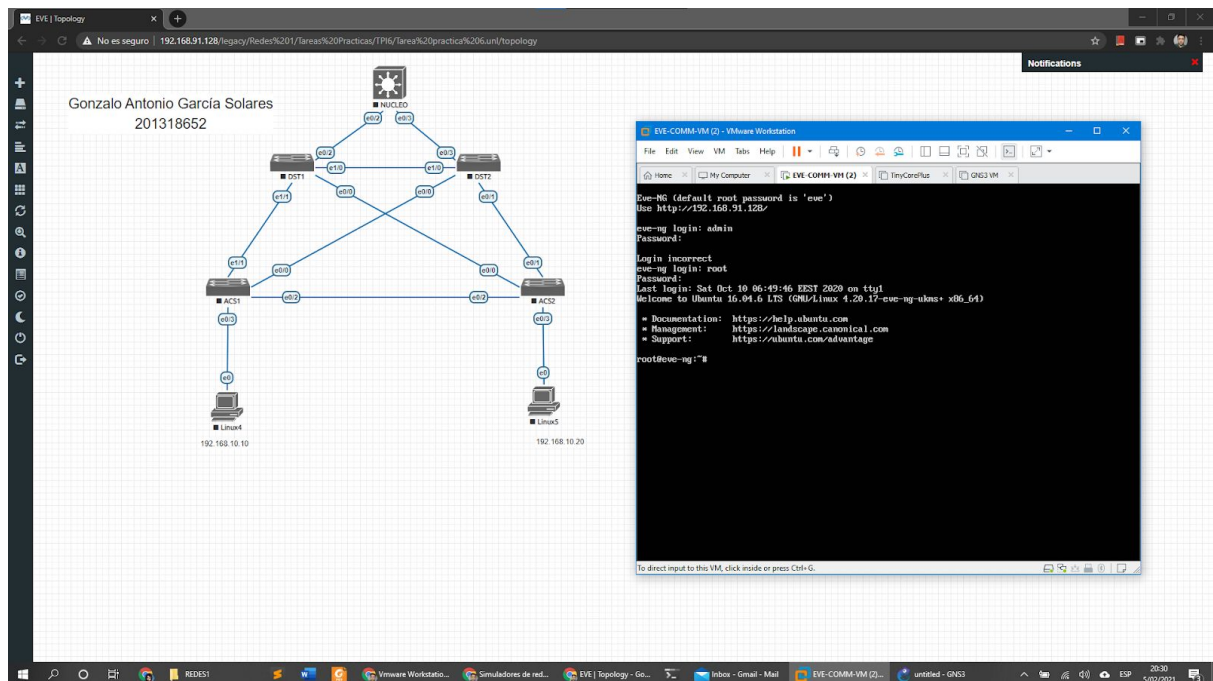 EVE | Topology
No es seguro | 192.168.91.128/legacy/Redes%201/Tareas%20Practicas/TPI6/Tarea%20practica%206.unl/topology
Notifications
Gonzalo Antonio García Solares
201318652
NUCLEO
e0/2 e0/3
e0/2 e0/3
e1/0 e1/0
DST1 DST2
e1/1 e0/0 e0/0 e0/1
e1/1 e0/0 e0/0 e0/1
ACS1 e0/2 e0/2 ACS2
e0/3 e0/3
e0 e0
Linux4 Linux5
192.168.10.10 192.168.10.20
EVE-COMM-VM (2) - VMware Workstation
File Edit View VM Tabs Help
Home My Computer EVE-COMM-VM (2) TinyCorePlus GNS3 VM
Eve-NG (default root password is 'eve')
Use http://192.168.91.128/
eve-ng login: admin
Password:
Login incorrect
eve-ng login: root
Password:
Last login: Sat Oct 10 06:49:46 EEST 2020 on tty1
Welcome to Ubuntu 16.04.6 LTS (GNU/Linux 4.20.17-eve-ng-ukms+ x86_64)
* Documentation: https://help.ubuntu.com
* Management: https://landscape.canonical.com
* Support: https://ubuntu.com/advantage
root@eve-ng:~#
To direct input to this VM, click inside or press Ctrl+G.
REDES1 Vmware Workstatio... Simuladores de red... EVE | Topology - Go... Inbox - Gmail - Mail EVE-COMM-VM (2)... untitled - GNS3 ESP 20:30
5/02/2021